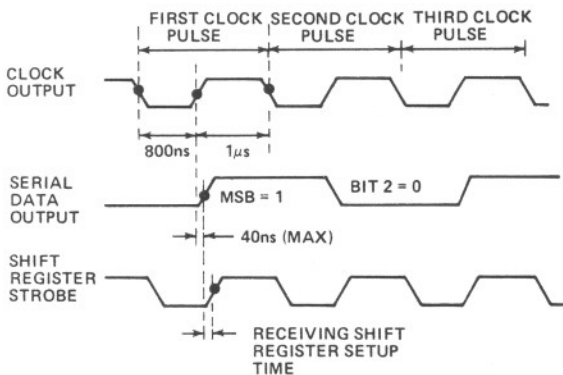 FIRST CLOCK PULSE
SECOND CLOCK PULSE
THIRD CLOCK PULSE
CLOCK
OUTPUT
800ns
1μs
SERIAL
DATA
OUTPUT
MSB = 1
BIT 2 = 0
40ns (MAX)
SHIFT
REGISTER
STROBE
RECEIVING SHIFT
REGISTER SETUP
TIME